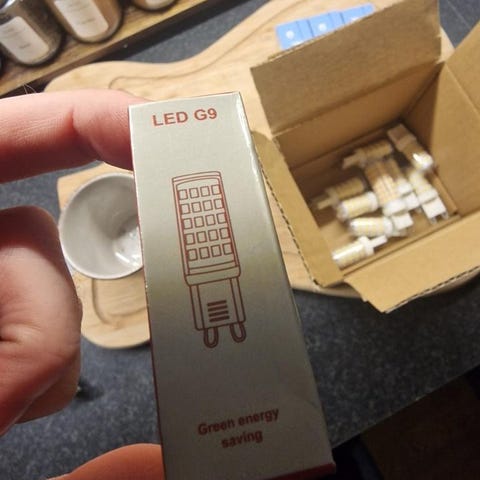 LED G9
Green energy
saving